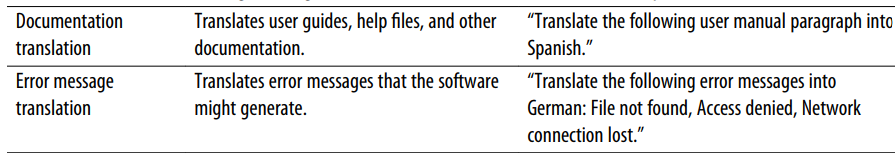 Documentation translation
Translates user guides, help files, and other documentation.
“Translate the following user manual paragraph into Spanish.”
Error message translation
Translates error messages that the software might generate.
“Translate the following error messages into German: File not found, Access denied, Network connection lost.”